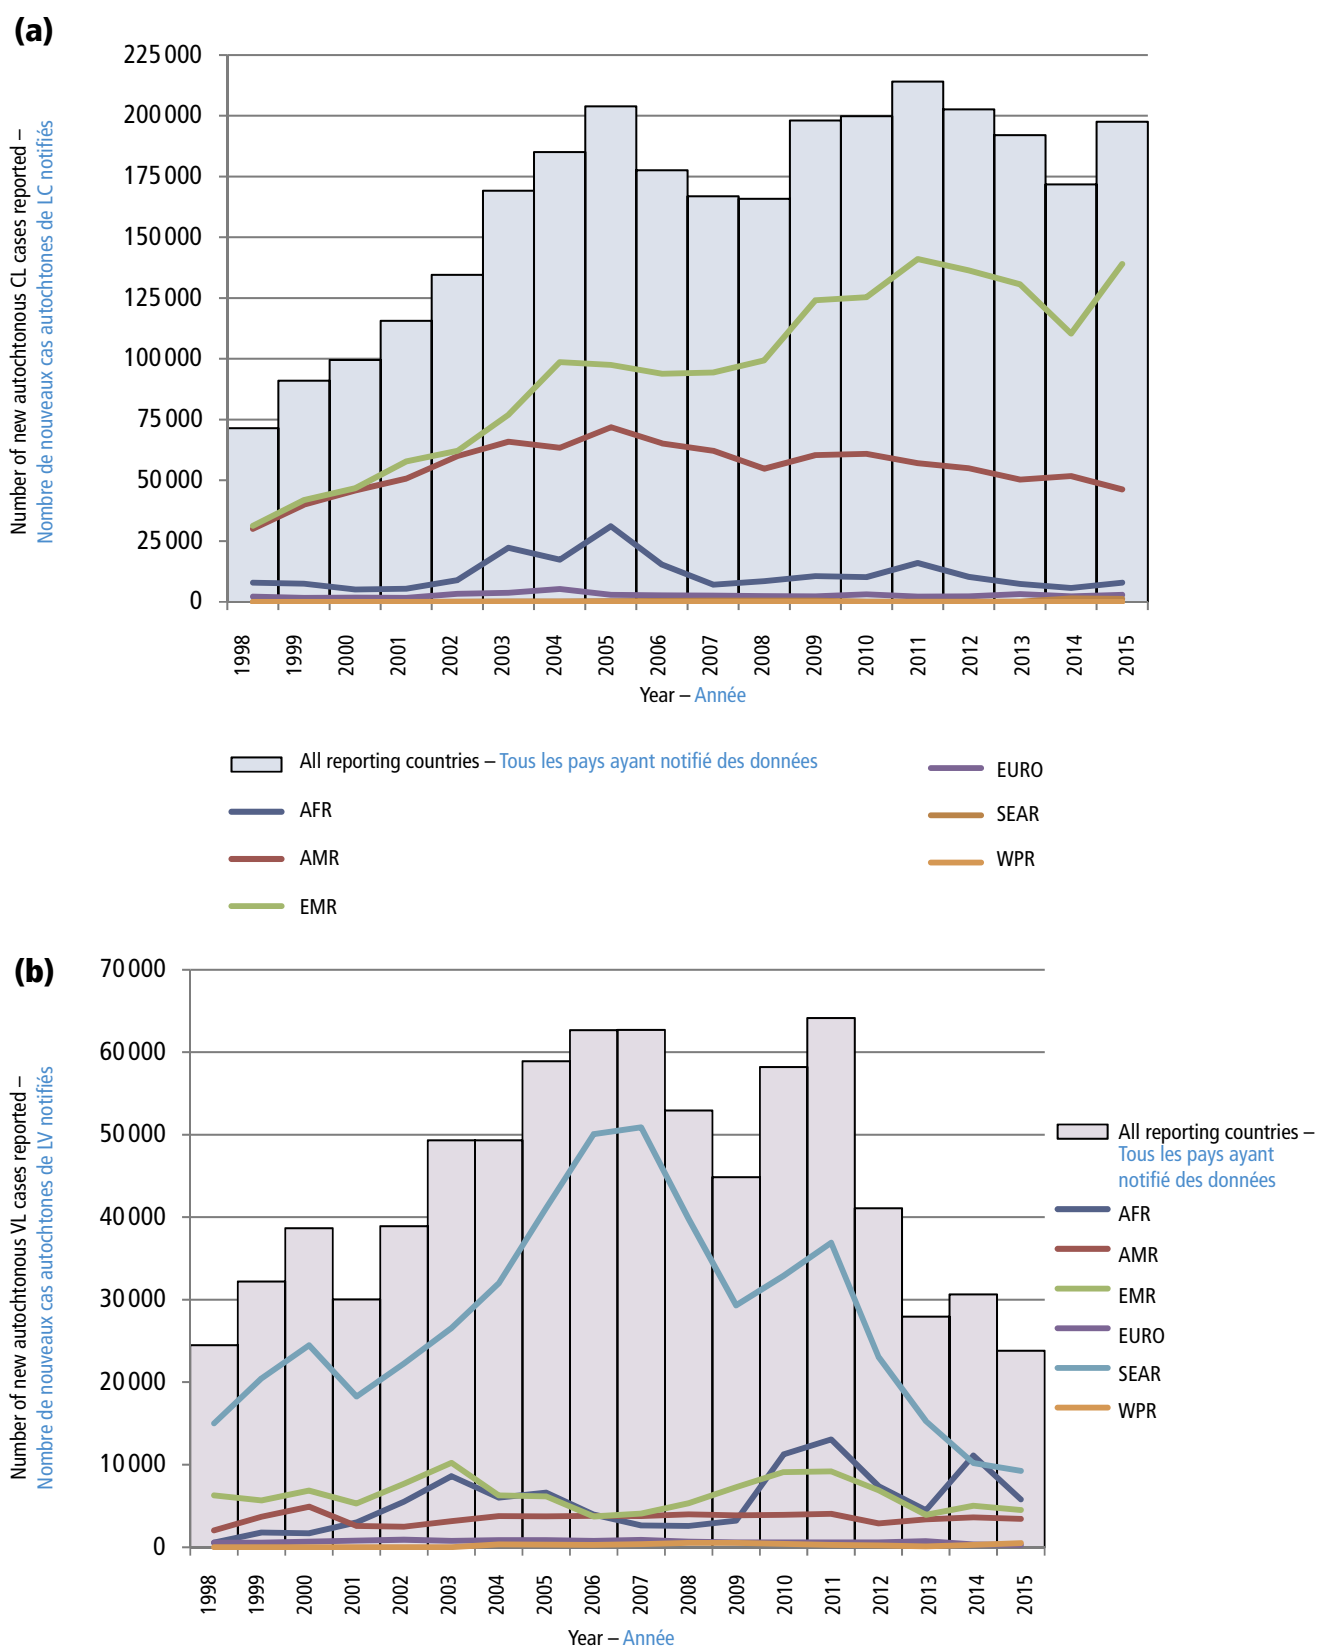 (a)
Number of new autochtonous CL cases reported –
Nombre de nouveaux cas autochtones de LC notifiés
225 000
200 000
175 000
150 000
125 000
100 000
75 000
50 000
25 000
0
1998 1999 2000 2001 2002 2003 2004 2005 2006 2007 2008 2009 2010 2011 2012 2013 2014 2015
Year – Année
All reporting countries – Tous les pays ayant notifié des données
AFR
AMR
EMR
EURO
SEAR
WPR
(b)
Number of new autochtonous VL cases reported –
Nombre de nouveaux cas autochtones de LV notifiés
70 000
60 000
50 000
40 000
30 000
20 000
10 000
0
1998 1999 2000 2001 2002 2003 2004 2005 2006 2007 2008 2009 2010 2011 2012 2013 2014 2015
Year – Année
All reporting countries –
Tous les pays ayant
notifié des données
AFR
AMR
EMR
EURO
SEAR
WPR